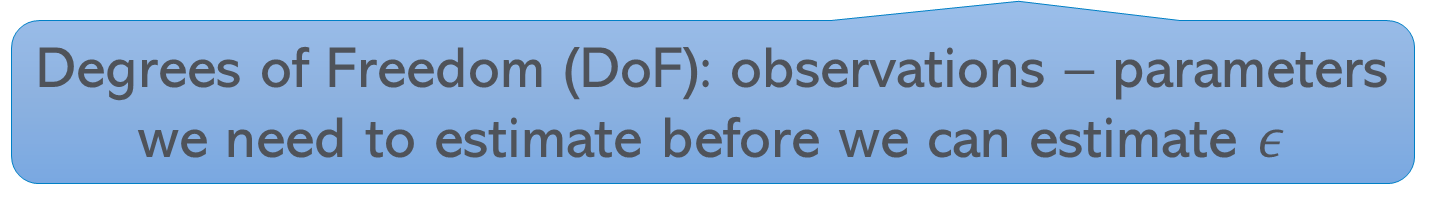 Degrees of Freedom (DoF): observations – parameters
we need to estimate before we can estimate ϵ